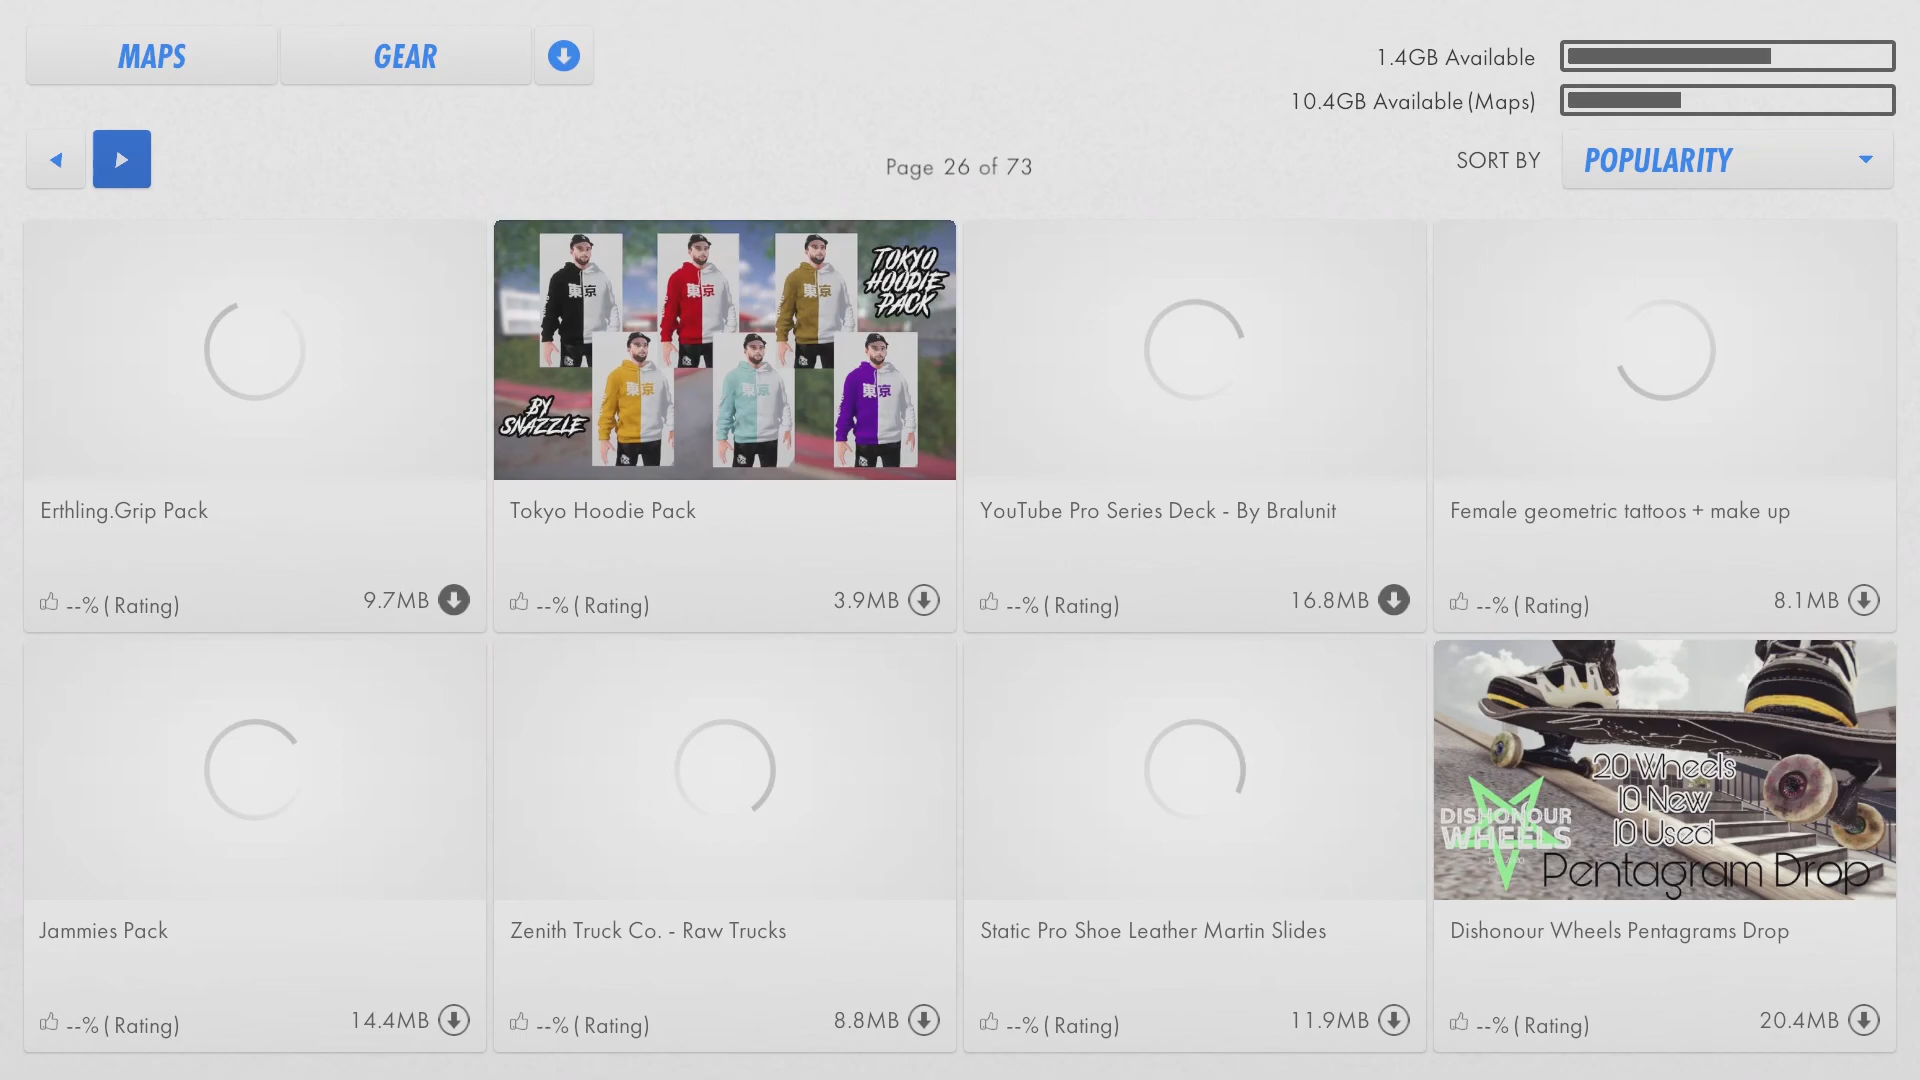 MAPS
GEAR
1.4GB Available
10.4GB Available (Maps)
Page 26 of 73
SORT BY
POPULARITY
東京
東京
東京
TOKYO
HOODIE
PACK
東京
東京
東京
BY
SNAZZLE
Erthling.Grip Pack
--% ( Rating)
9.7MB
Tokyo Hoodie Pack
--% ( Rating)
3.9MB
YouTube Pro Series Deck - By Bralunit
--% ( Rating)
16.8MB
Female geometric tattoos + make up
--% ( Rating)
8.1MB
20 Wheels
10 New
10 Used
DISHONOUR
WHEELS
Pentagram Drop
Jammies Pack
--% ( Rating)
14.4MB
Zenith Truck Co. - Raw Trucks
--% ( Rating)
8.8MB
Static Pro Shoe Leather Martin Slides
--% ( Rating)
11.9MB
Dishonour Wheels Pentagrams Drop
--% ( Rating)
20.4MB